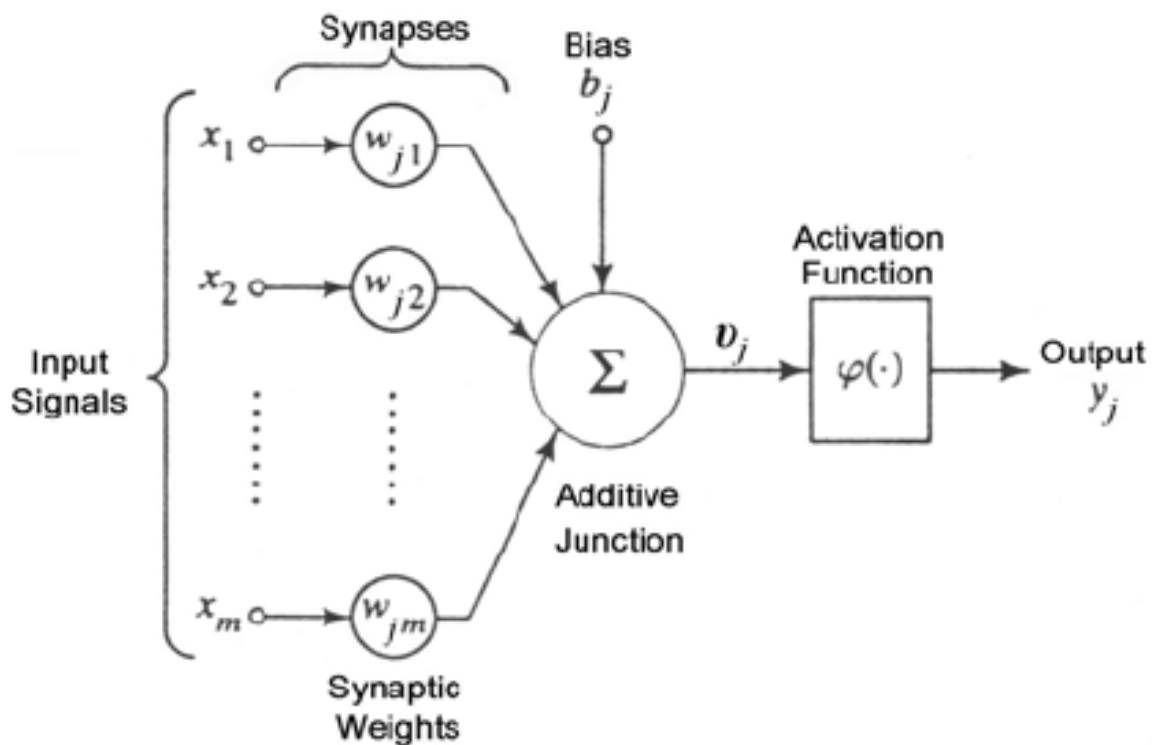 Synapses
Bias
b_j
x_1
w_j1
x_2
w_j2
Activation
Function
Input
Signals
Σ
v_j
φ(·)
Output
y_j
Additive
Junction
x_m
w_jm
Synaptic
Weights